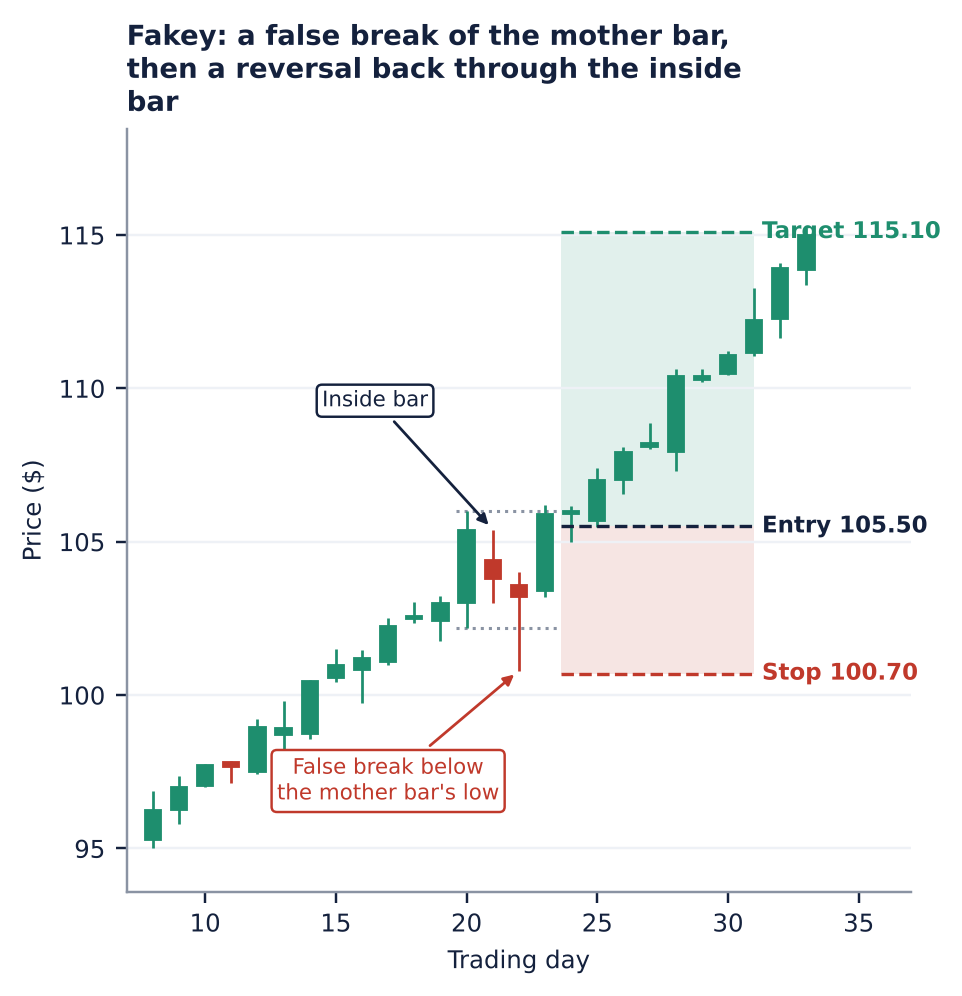 Fakey: a false break of the mother bar,
then a reversal back through the inside
bar
Price ($)
115
110
105
100
95
Target 115.10
Inside bar
Entry 105.50
Stop 100.70
False break below
the mother bar's low
10
15
20
25
30
35
Trading day